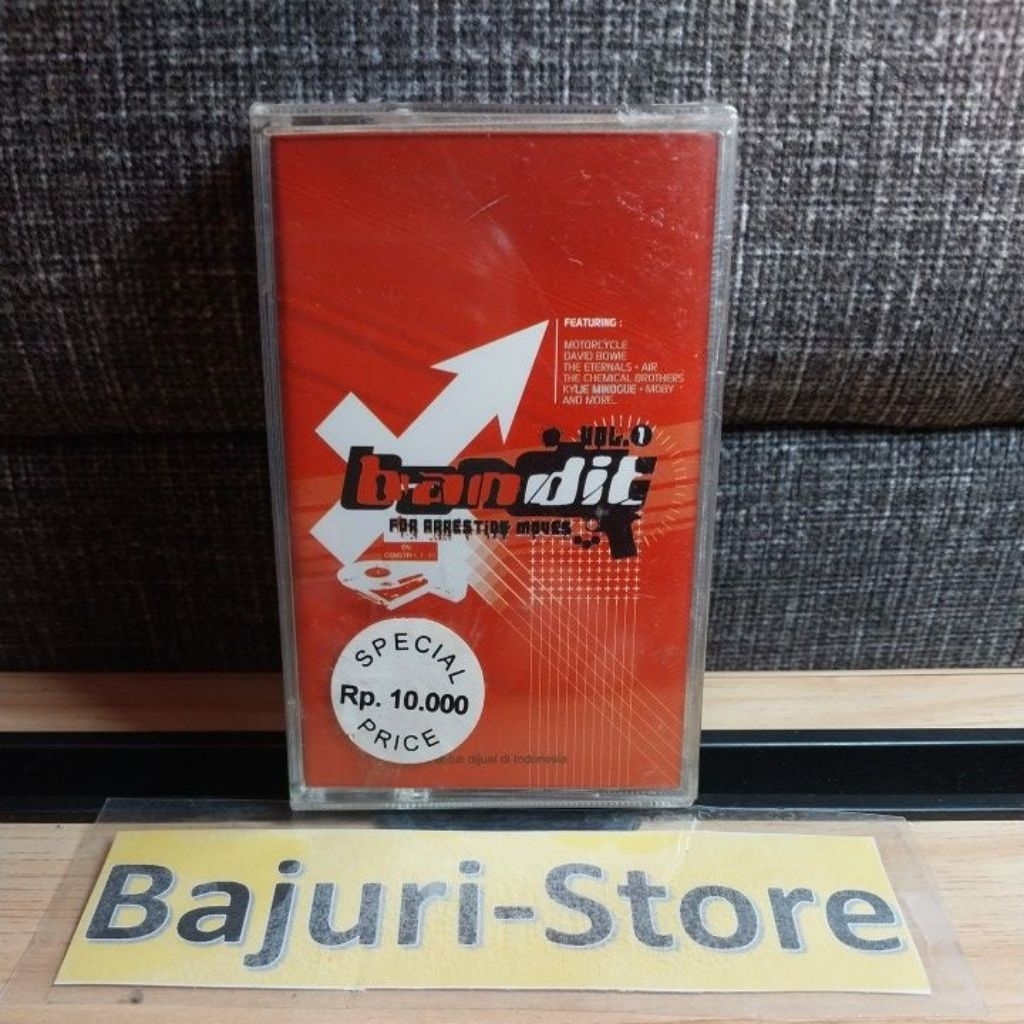 FEATURING :
MOTORCYCLE
DAVID BOWIE
THE ETERNALS • AIR
THE CHEMICAL BROTHERS
KYLIE MINOGUE • MOBY
AND MORE..
VOL. 1
bandit
FOR ARRESTING MOVES
SPECIAL
Rp. 10.000
PRICE
untuk dijual di Indonesia
Bajuri-Store